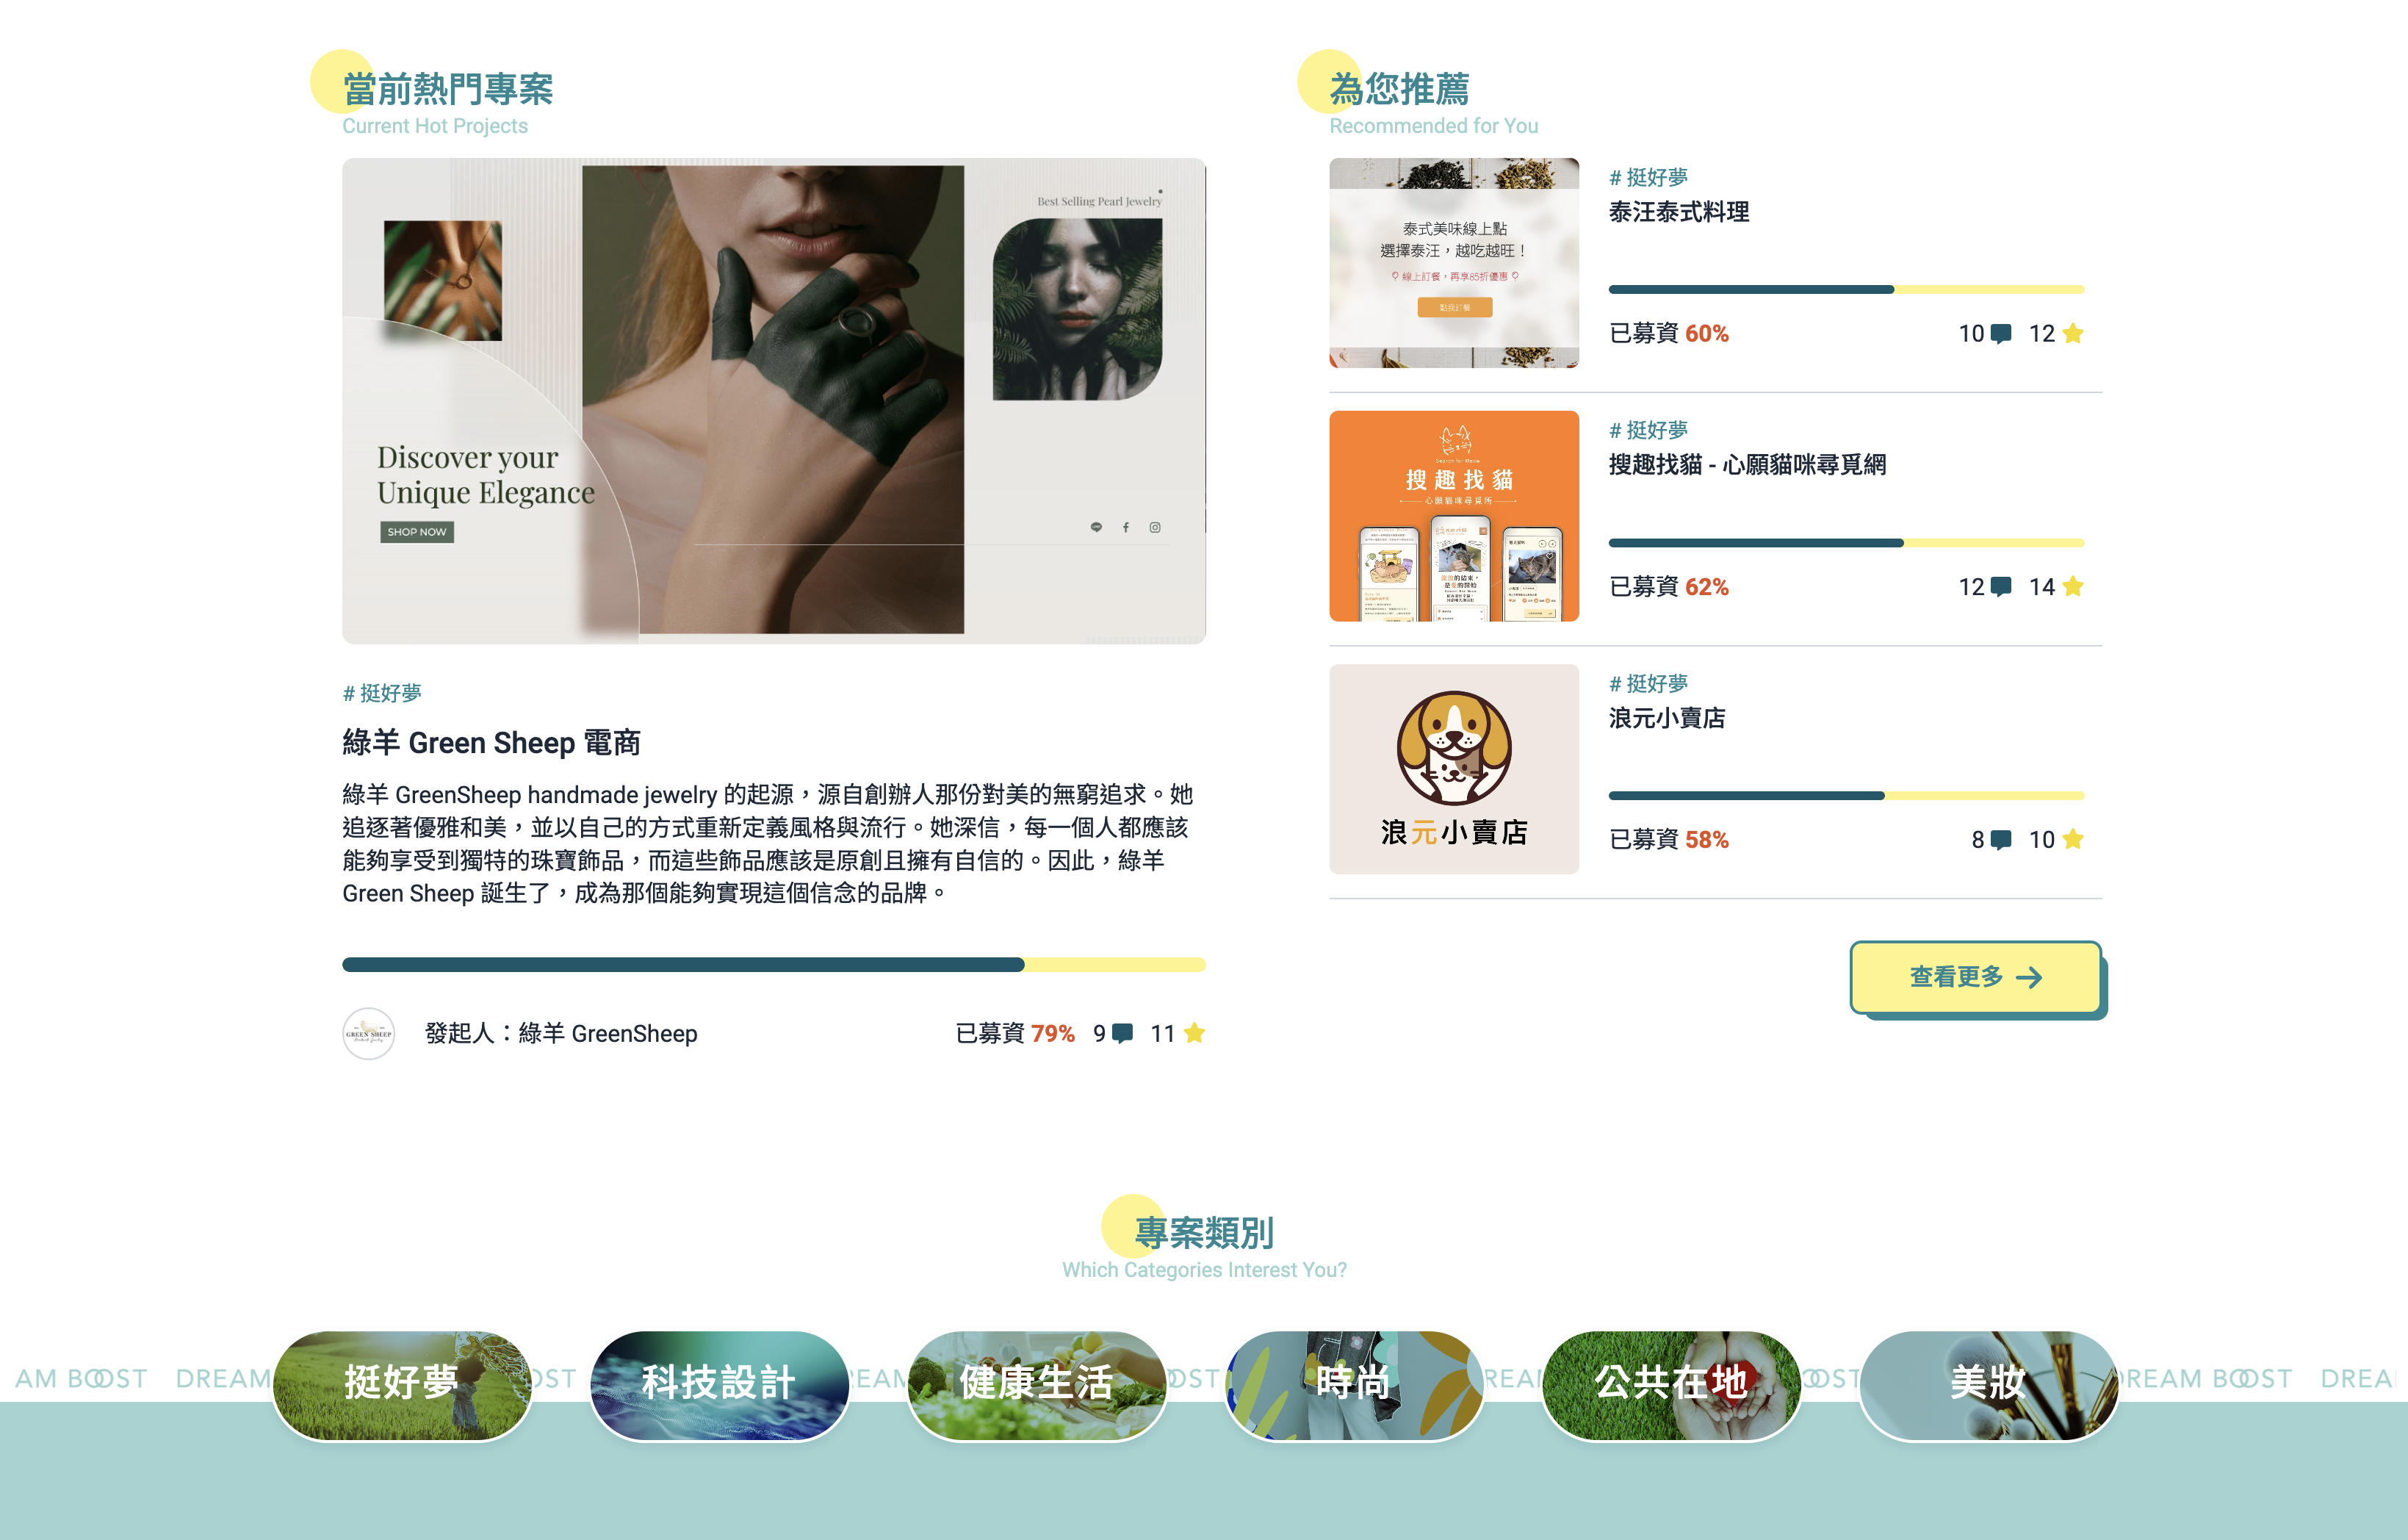 當前熱門專案
Current Hot Projects
Best Selling Pearl Jewelry
Discover your
Unique Elegance
SHOP NOW
# 挺好夢
綠羊 Green Sheep 電商
綠羊 GreenSheep handmade jewelry 的起源，源自創辦人那份對美的無窮追求。她
追逐著優雅和美，並以自己的方式重新定義風格與流行。她深信，每一個人都應該
能夠享受到獨特的珠寶飾品，而這些飾品應該是原創且擁有自信的。因此，綠羊
Green Sheep 誕生了，成為那個能夠實現這個信念的品牌。
GREEN SHEEP
發起人：綠羊 GreenSheep
已募資 79% 9 11
為您推薦
Recommended for You
泰式美味線上點
選擇泰汪，越吃越旺！
線上訂餐，再享85折優惠
點我訂餐
# 挺好夢
泰汪泰式料理
已募資 60% 10 12
Search for Meow
搜趣找貓
心願貓咪尋覓所
# 挺好夢
搜趣找貓 - 心願貓咪尋覓網
已募資 62% 12 14
浪元小賣店
# 挺好夢
浪元小賣店
已募資 58% 8 10
查看更多
專案類別
Which Categories Interest You?
AM BOOST DREAM OST EAM OST REAM OOST DREAM BOOST DREA
挺好夢
科技設計
健康生活
時尚
公共在地
美妝